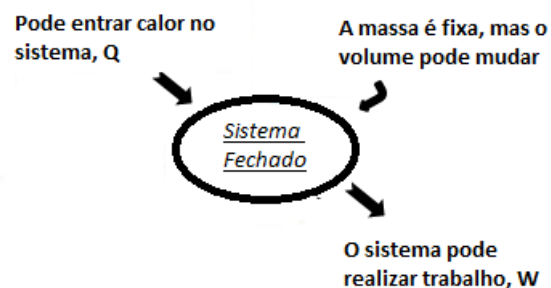 Pode entrar calor no
sistema, Q
A massa é fixa, mas o
volume pode mudar
Sistema
Fechado
O sistema pode
realizar trabalho, W